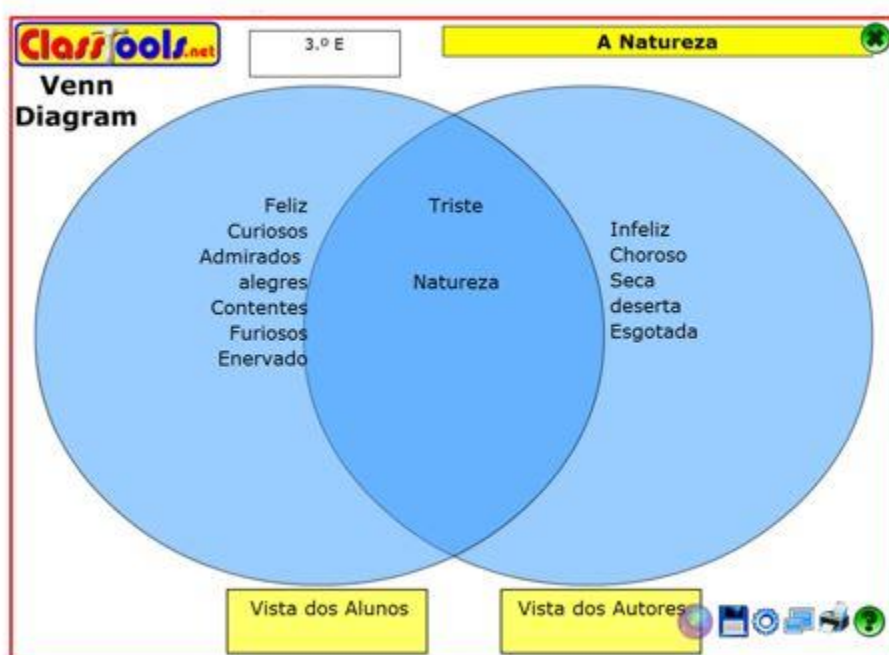 ClassTools.net
3.º E
A Natureza
Venn
Diagram
Feliz
Curiosos
Admirados
alegres
Contentes
Furiosos
Enervado
Triste
Natureza
Infeliz
Choroso
Seca
deserta
Esgotada
Vista dos Alunos
Vista dos Autores
?